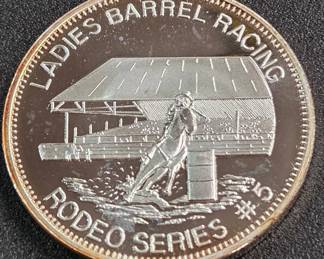 LADIES BARREL RACING
RODEO SERIES #5